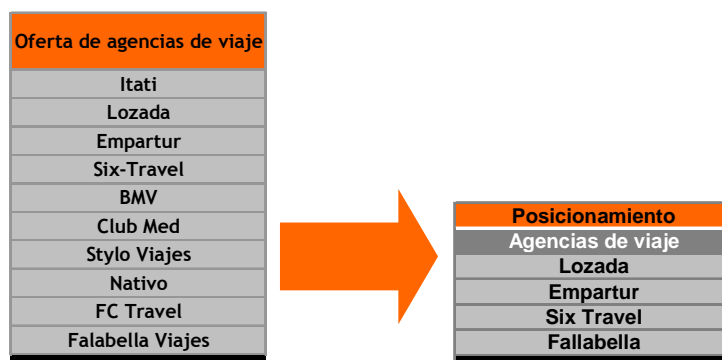 Oferta de agencias de viaje
Itati
Lozada
Empartur
Six-Travel
BMV
Club Med
Stylo Viajes
Nativo
FC Travel
Falabella Viajes
Posicionamiento
Agencias de viaje
Lozada
Empartur
Six Travel
Fallabella